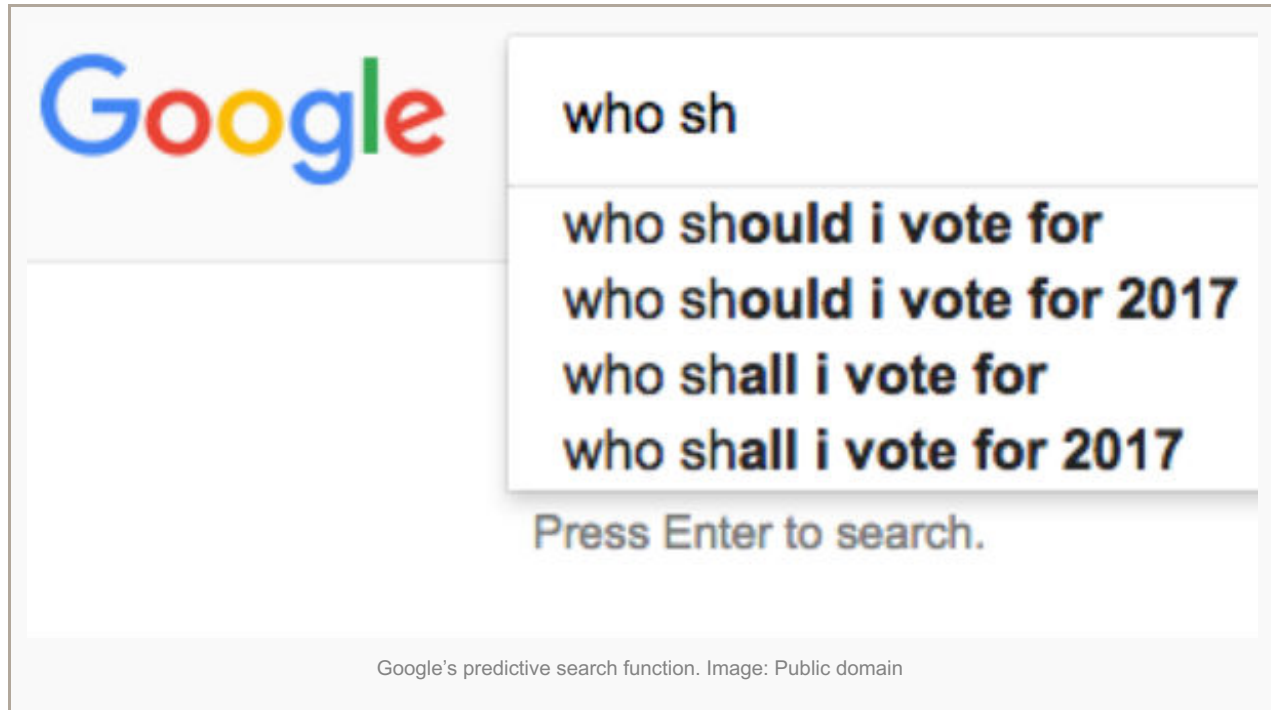 Google
who sh
who should i vote for
who should i vote for 2017
who shall i vote for
who shall i vote for 2017
Press Enter to search.
Google’s predictive search function. Image: Public domain